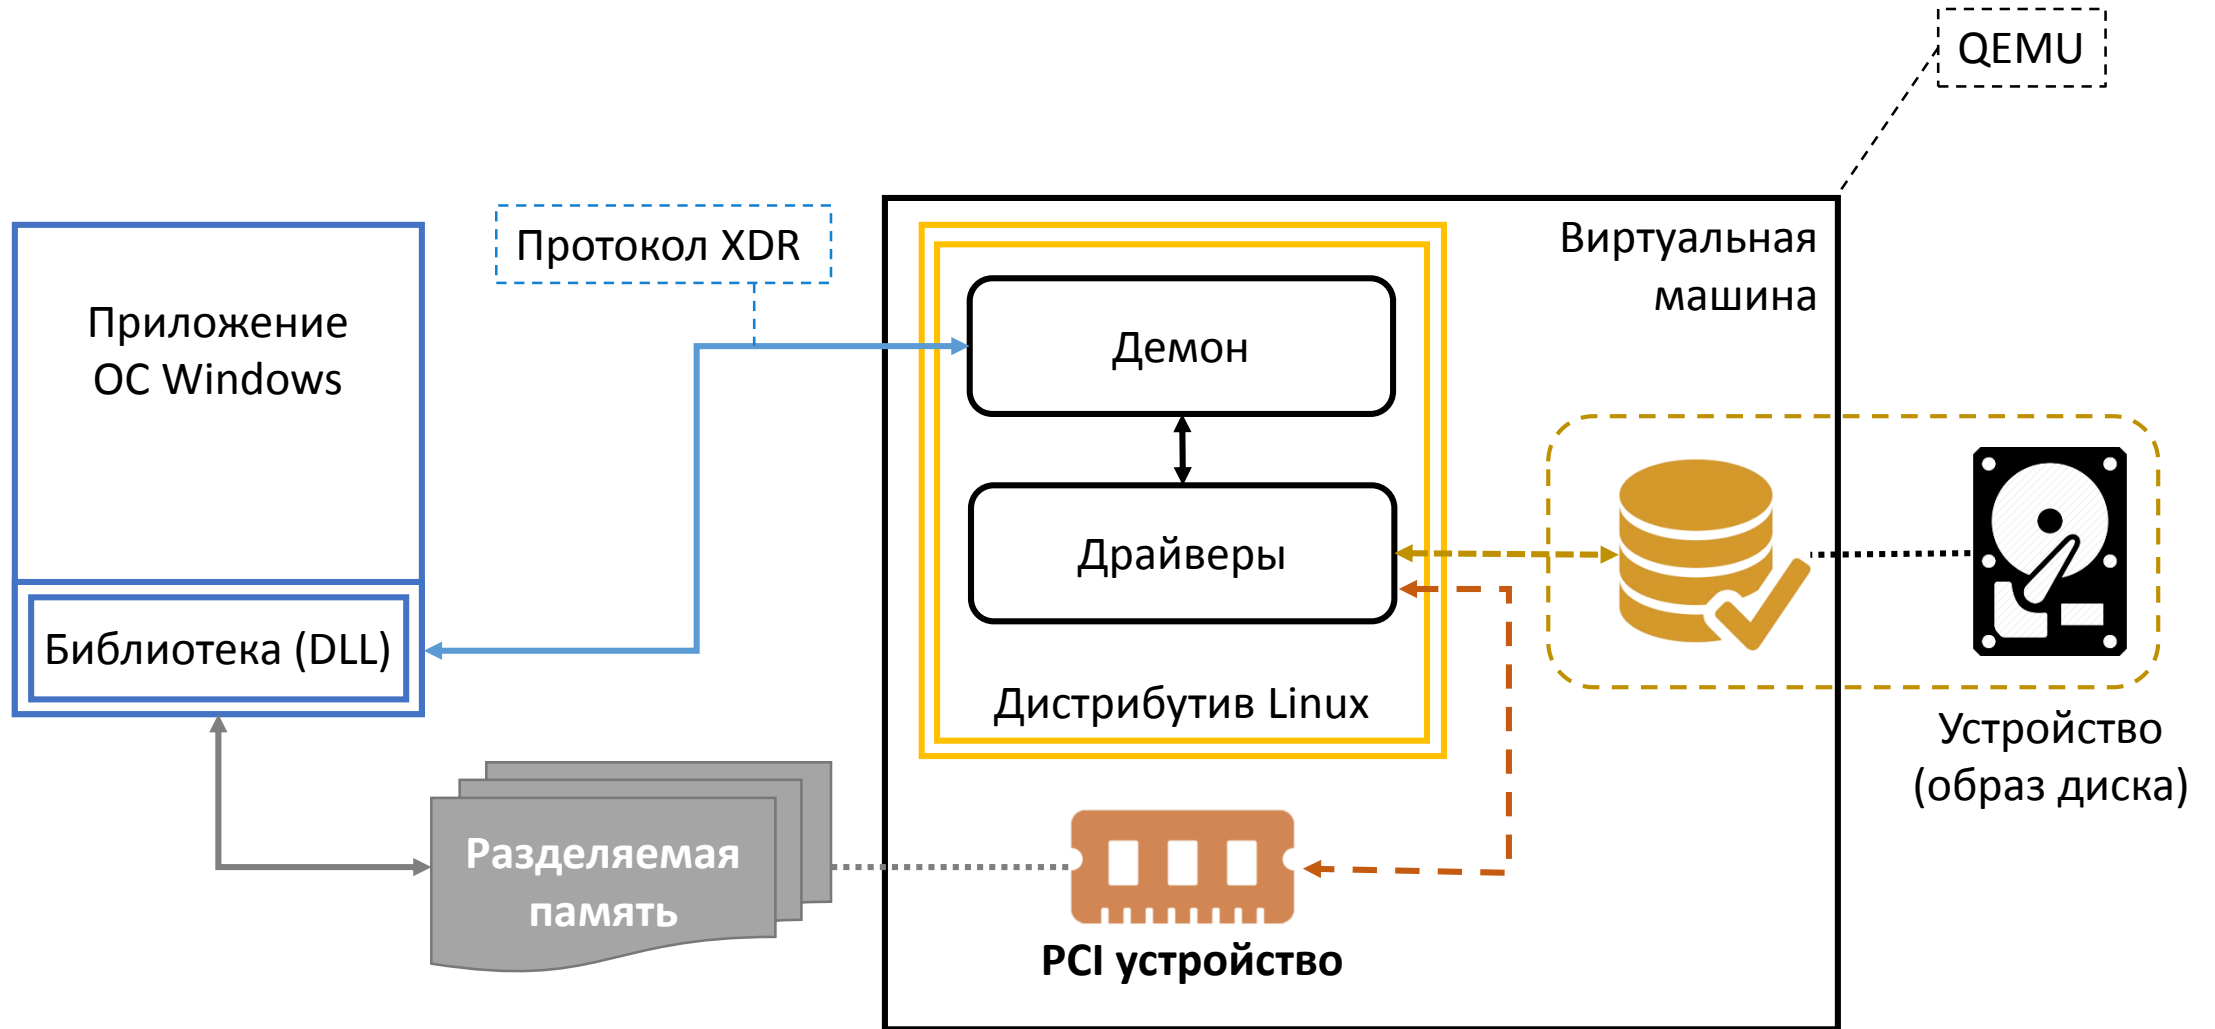 QEMU
Виртуальная
машина
Протокол XDR
Приложение
ОС Windows
Демон
Драйверы
Библиотека (DLL)
Дистрибутив Linux
Устройство
(образ диска)
Разделяемая
память
PCI устройство